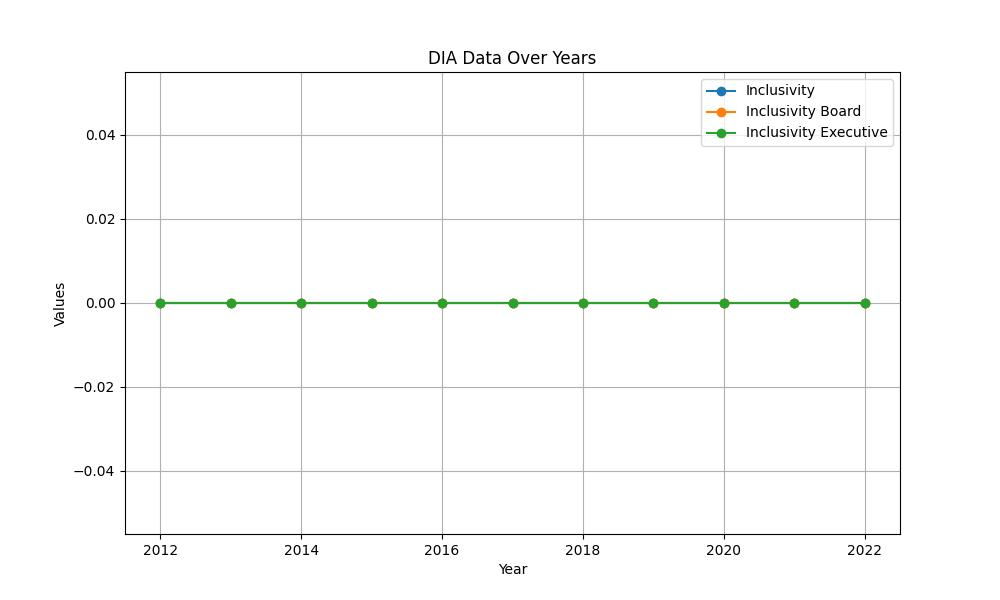 DIA Data Over Years
Inclusivity
Inclusivity Board
Inclusivity Executive
0.04
0.02
0.00
−0.02
−0.04
Values
2012 2014 2016 2018 2020 2022
Year